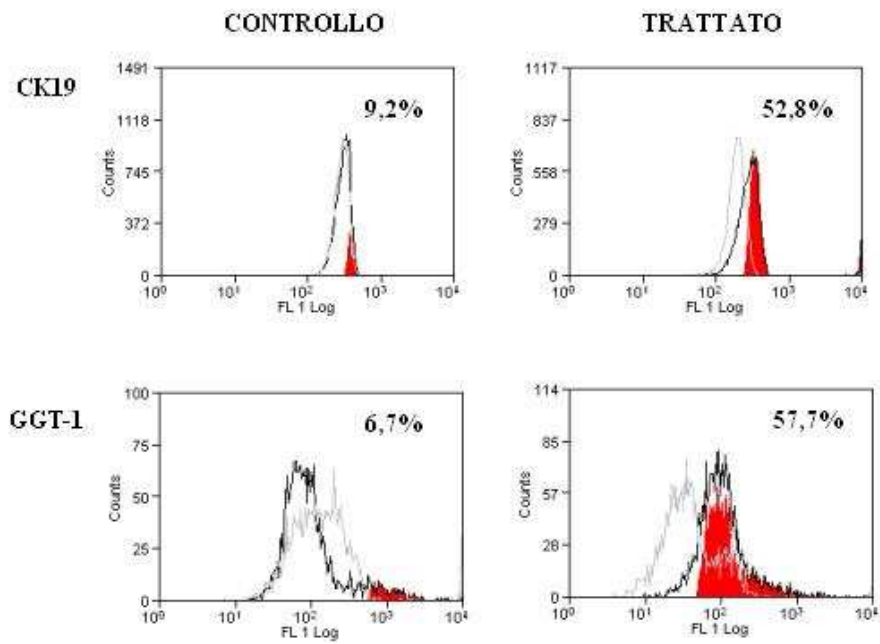 CONTROLLO TRATTATO
CK19
1491
1118
745
372
0
Counts
9,2%
10⁰ 10¹ 10² 10³ 10⁴
FL 1 Log
1117
837
558
279
0
Counts
52,8%
10⁰ 10¹ 10² 10³ 10⁴
FL 1 Log
GGT-1
100
75
50
25
0
Counts
6,7%
10⁰ 10¹ 10² 10³ 10⁴
FL 1 Log
114
85
57
28
0
Counts
57,7%
10⁰ 10¹ 10² 10³ 10⁴
FL 1 Log